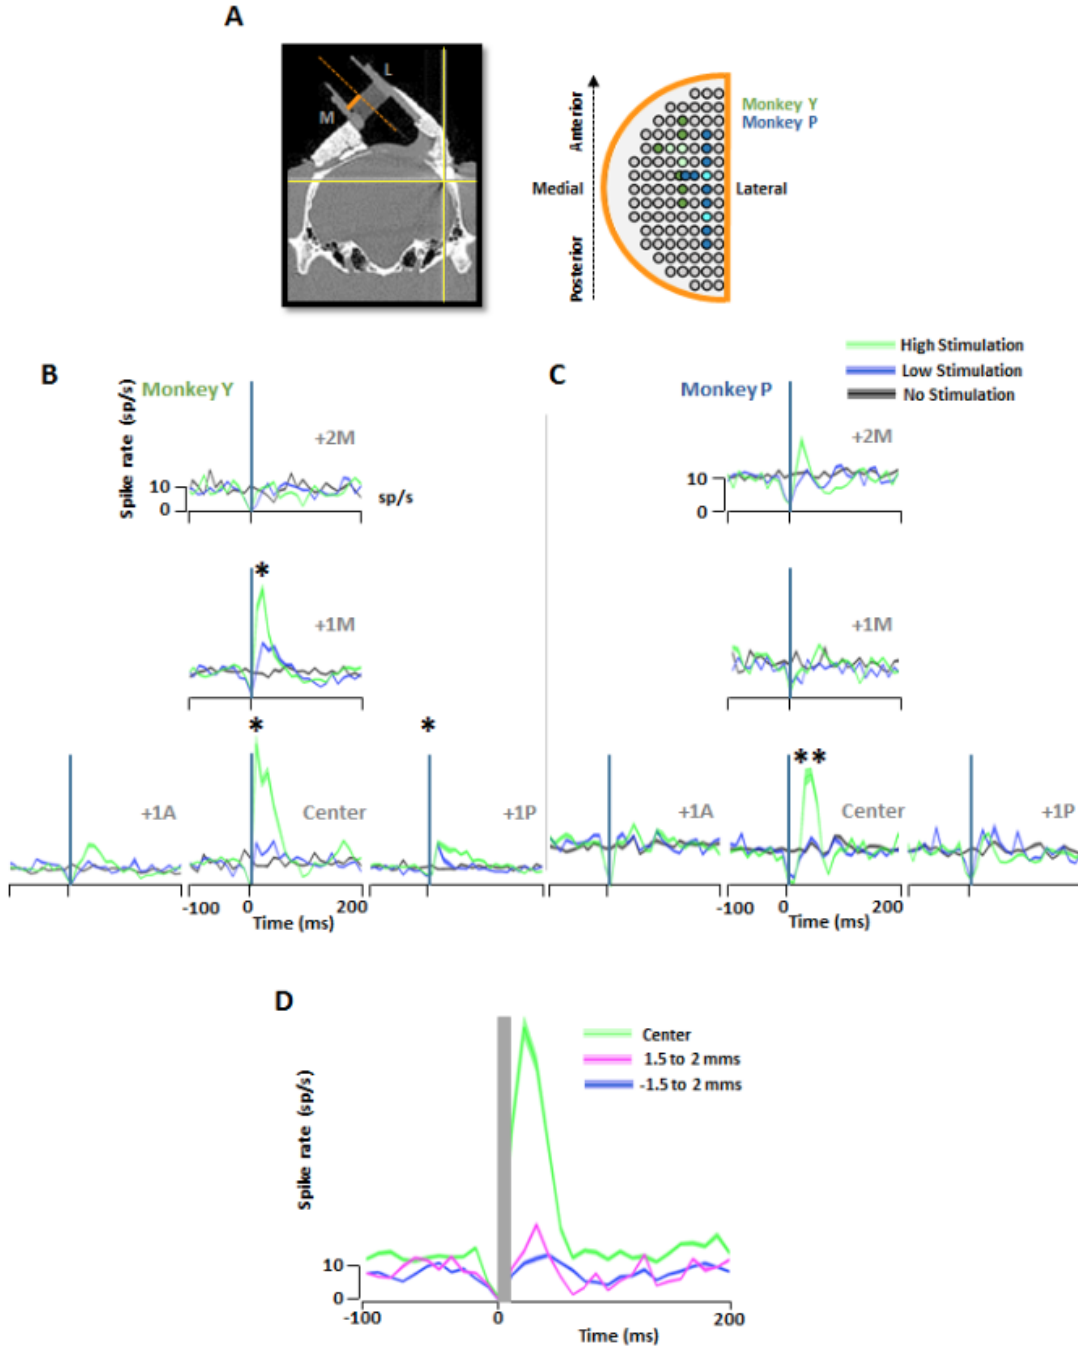 A
L
M
Anterior
Medial
Posterior
Lateral
Monkey Y
Monkey P
High Stimulation
Low Stimulation
No Stimulation
B
Monkey Y
Spike rate (sp/s)
+2M
10
0
sp/s
*
+1M
*
*
+1A
Center
+1P
-100
0
200
Time (ms)
C
Monkey P
+2M
10
0
+1M
**
+1A
Center
+1P
-100
0
200
Time (ms)
D
Center
1.5 to 2 mms
-1.5 to 2 mms
Spike rate (sp/s)
10
0
-100
0
200
Time (ms)